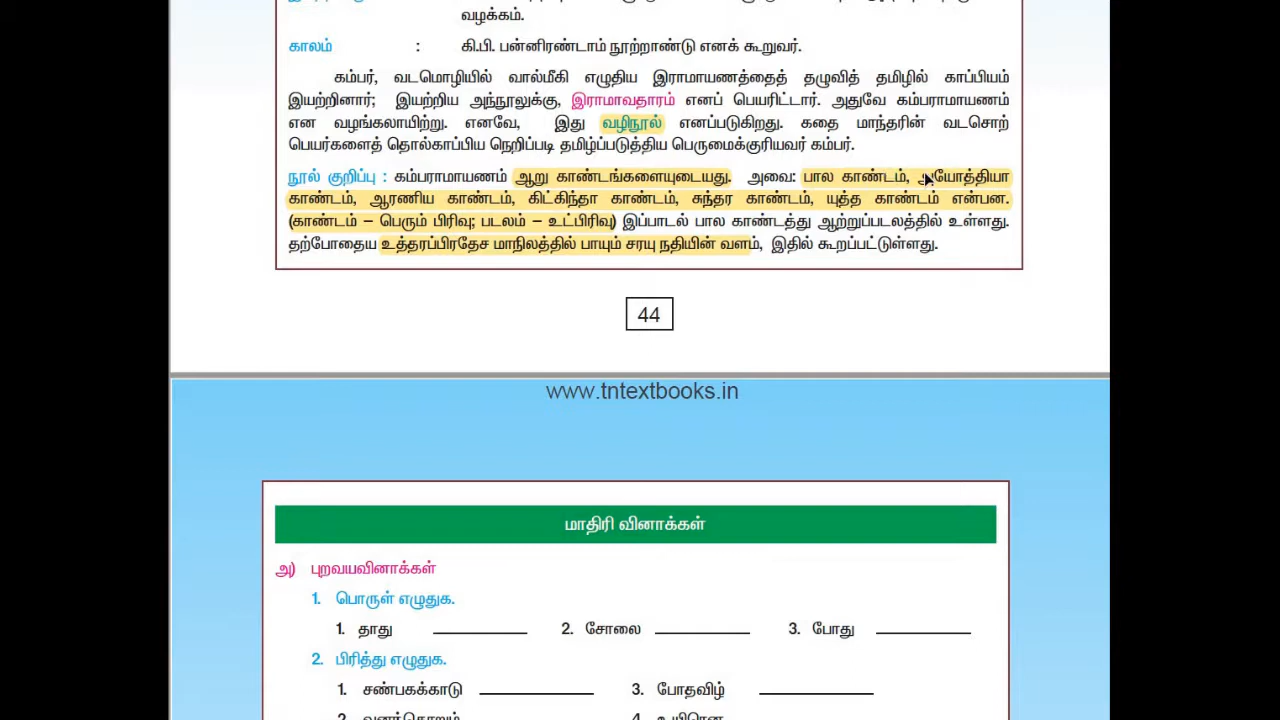 வழக்கம்.
காலம் : கி.பி. பன்னிரண்டாம் நூற்றாண்டு எனக் கூறுவர்.
கம்பர், வடமொழியில் வால்மீகி எழுதிய இராமாயணத்தைத் தழுவித் தமிழில் காப்பியம்
இயற்றினார்; இயற்றிய அந்நூலுக்கு, இராமாவதாரம் எனப் பெயரிட்டார். அதுவே கம்பராமாயணம்
என வழங்கலாயிற்று. எனவே, இது வழிநூல் எனப்படுகிறது. கதை மாந்தரின் வடசொற்
பெயர்களைத் தொல்காப்பிய நெறிப்படி தமிழ்ப்படுத்திய பெருமைக்குரியவர் கம்பர்.
நூல் குறிப்பு : கம்பராமாயணம் ஆறு காண்டங்களையுடையது. அவை: பால காண்டம், அயோத்தியா
காண்டம், ஆரணிய காண்டம், கிட்கிந்தா காண்டம், சுந்தர காண்டம், யுத்த காண்டம் என்பன.
(காண்டம் – பெரும் பிரிவு; படலம் – உட்பிரிவு) இப்பாடல் பால காண்டத்து ஆற்றுப்படலத்தில் உள்ளது.
தற்போதைய உத்தரப்பிரதேச மாநிலத்தில் பாயும் சரயு நதியின் வளம், இதில் கூறப்பட்டுள்ளது.
44
www.tntextbooks.in
மாதிரி வினாக்கள்
அ) புறவயவினாக்கள்
1. பொருள் எழுதுக.
1. தாது 2. சோலை 3. போது
2. பிரித்து எழுதுக.
1. சண்பகக்காடு 3. போதவிழ்